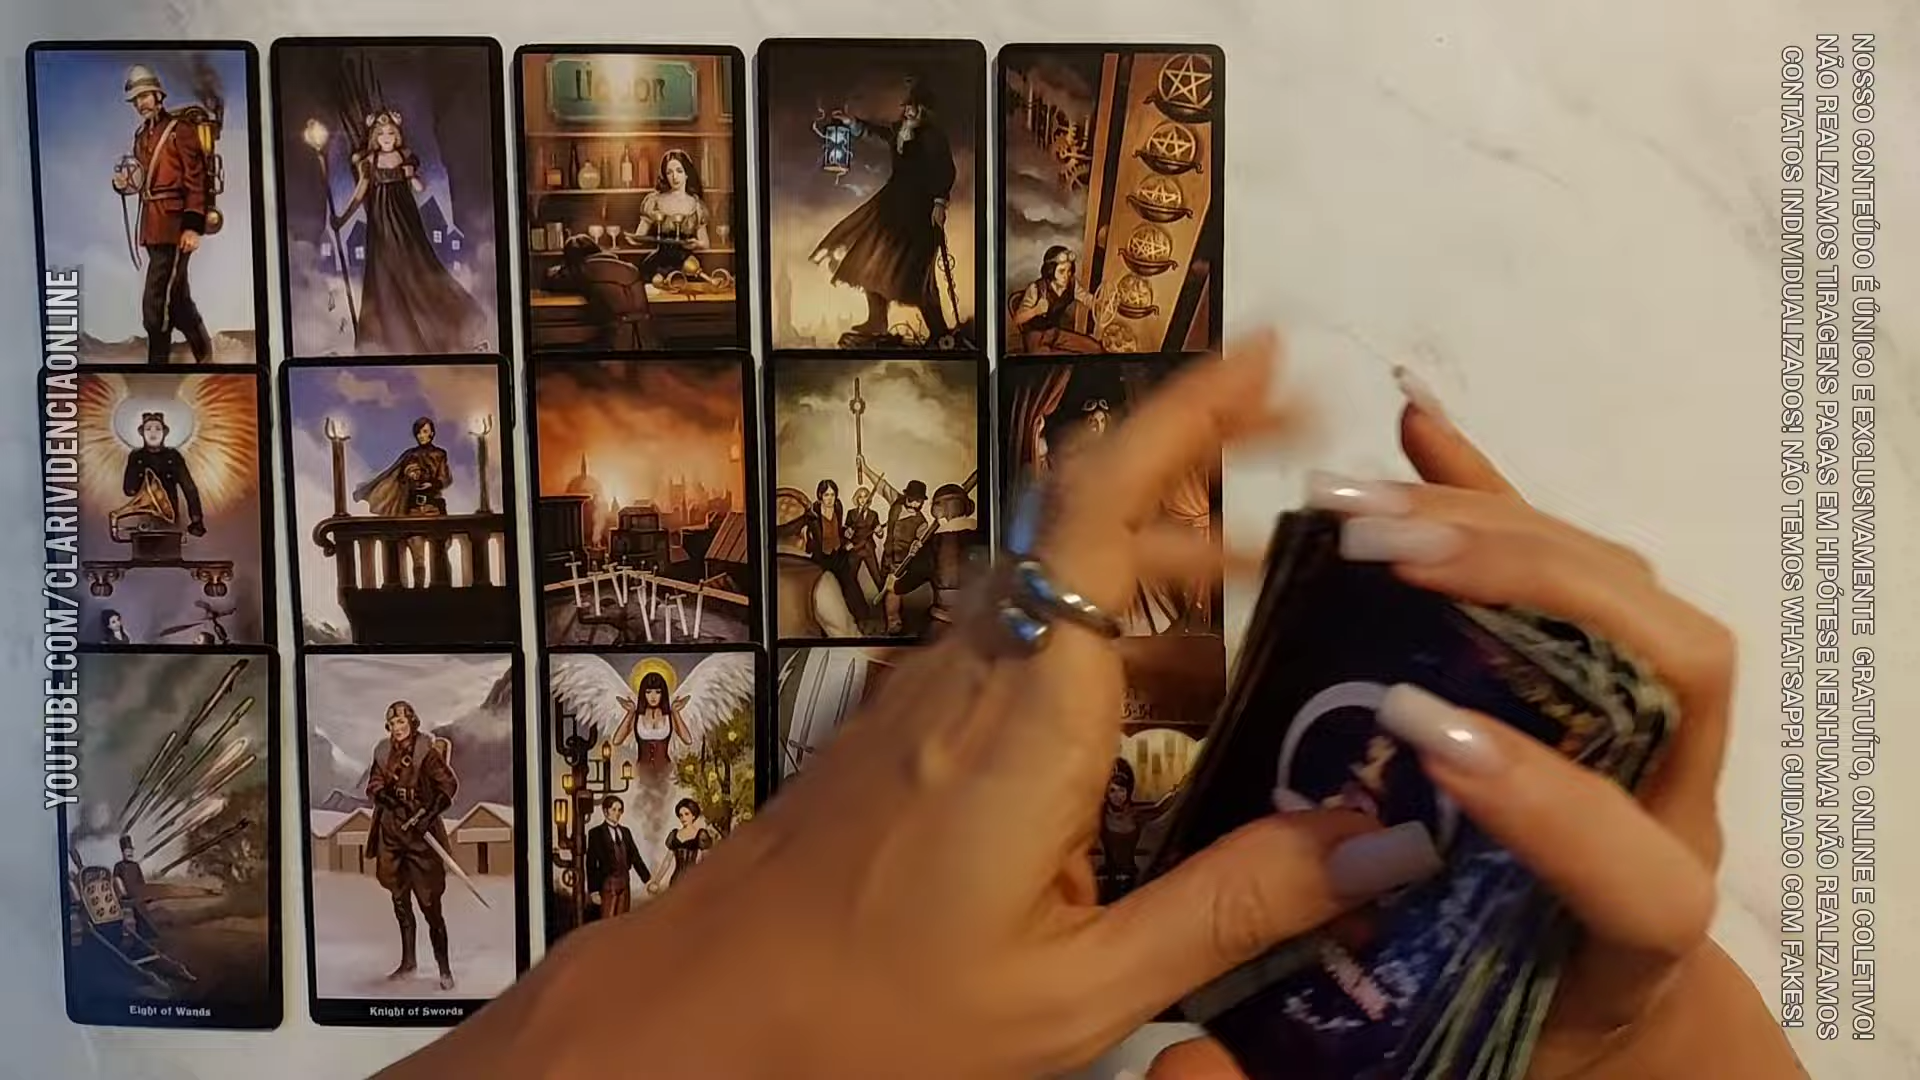 YOUTUBE.COM/CLARIVIDENCIAONLINE
LIQUOR
Eight of Wands
Knight of Swords
NOSSO CONTEÚDO É ÚNICO E EXCLUSIVAMENTE GRATUÍTO, ONLINE E COLETIVO!
NÃO REALIZAMOS TIRAGENS PAGAS EM HIPÓTESE NENHUMA! NÃO REALIZAMOS
CONTATOS INDIVIDUALIZADOS! NÃO TEMOS WHATSAPP! CUIDADO COM FAKES!